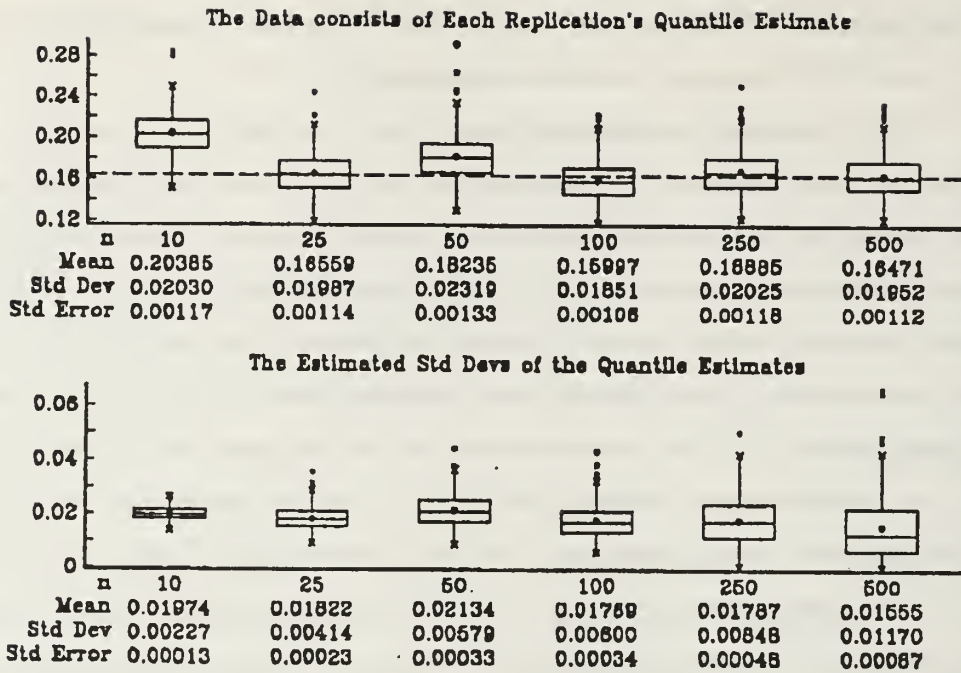 The Data consists of Each Replication's Quantile Estimate
0.28
0.24
0.20
0.16
0.12
n 10 25 50 100 250 500
Mean 0.20385 0.16559 0.18235 0.15997 0.16885 0.16471
Std Dev 0.02030 0.01987 0.02319 0.01851 0.02025 0.01952
Std Error 0.00117 0.00114 0.00133 0.00106 0.00118 0.00112
The Estimated Std Devs of the Quantile Estimates
0.06
0.04
0.02
0
n 10 25 50. 100 250 500
Mean 0.01974 0.01822 0.02134 0.01769 0.01787 0.01555
Std Dev 0.00227 0.00414 0.00579 0.00600 0.00848 0.01170
Std Error 0.00013 0.00023 0.00033 0.00034 0.00048 0.00067